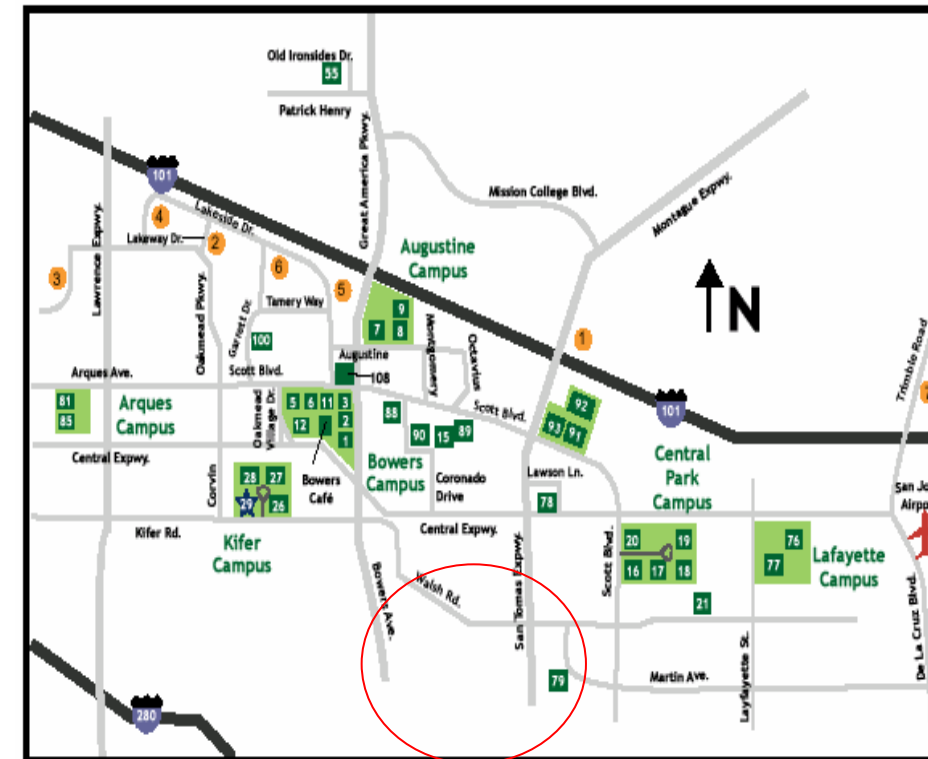 Old Ironsides Dr.
55
Patrick Henry
Great America Pkwy.
101
Mission College Blvd.
Montague Expwy.
4
Lakeside Dr.
Lawrence Expwy.
Lakeway Dr.
2
3
6
5
Augustine
Campus
N
Oakmead Pkwy.
Garrett Dr.
Tamery Way
9
7
8
Montgomery
Octavius
1
Trimble Road
100
Augustine
108
Scott Blvd.
Arques Ave.
81
85
Arques
Campus
Oakmead
Village Dr.
5
6
11
3
12
2
1
88
90
15
89
Scott Blvd.
92
93
91
101
Central Expwy.
Bowers
Campus
Coronado
Drive
Lawson Ln.
78
Central
Park
Campus
San Jo
Airpo
Corvin
28
27
29
26
Bowers
Café
Kifer Rd.
Kifer
Campus
Central Expwy.
San Tomas Expwy.
Scott Blvd.
20
19
16
17
18
76
77
Lafayette
Campus
21
Bowers Ave.
Walsh Rd.
79
Martin Ave.
Layfayette St.
De La Cruz Blvd.
280